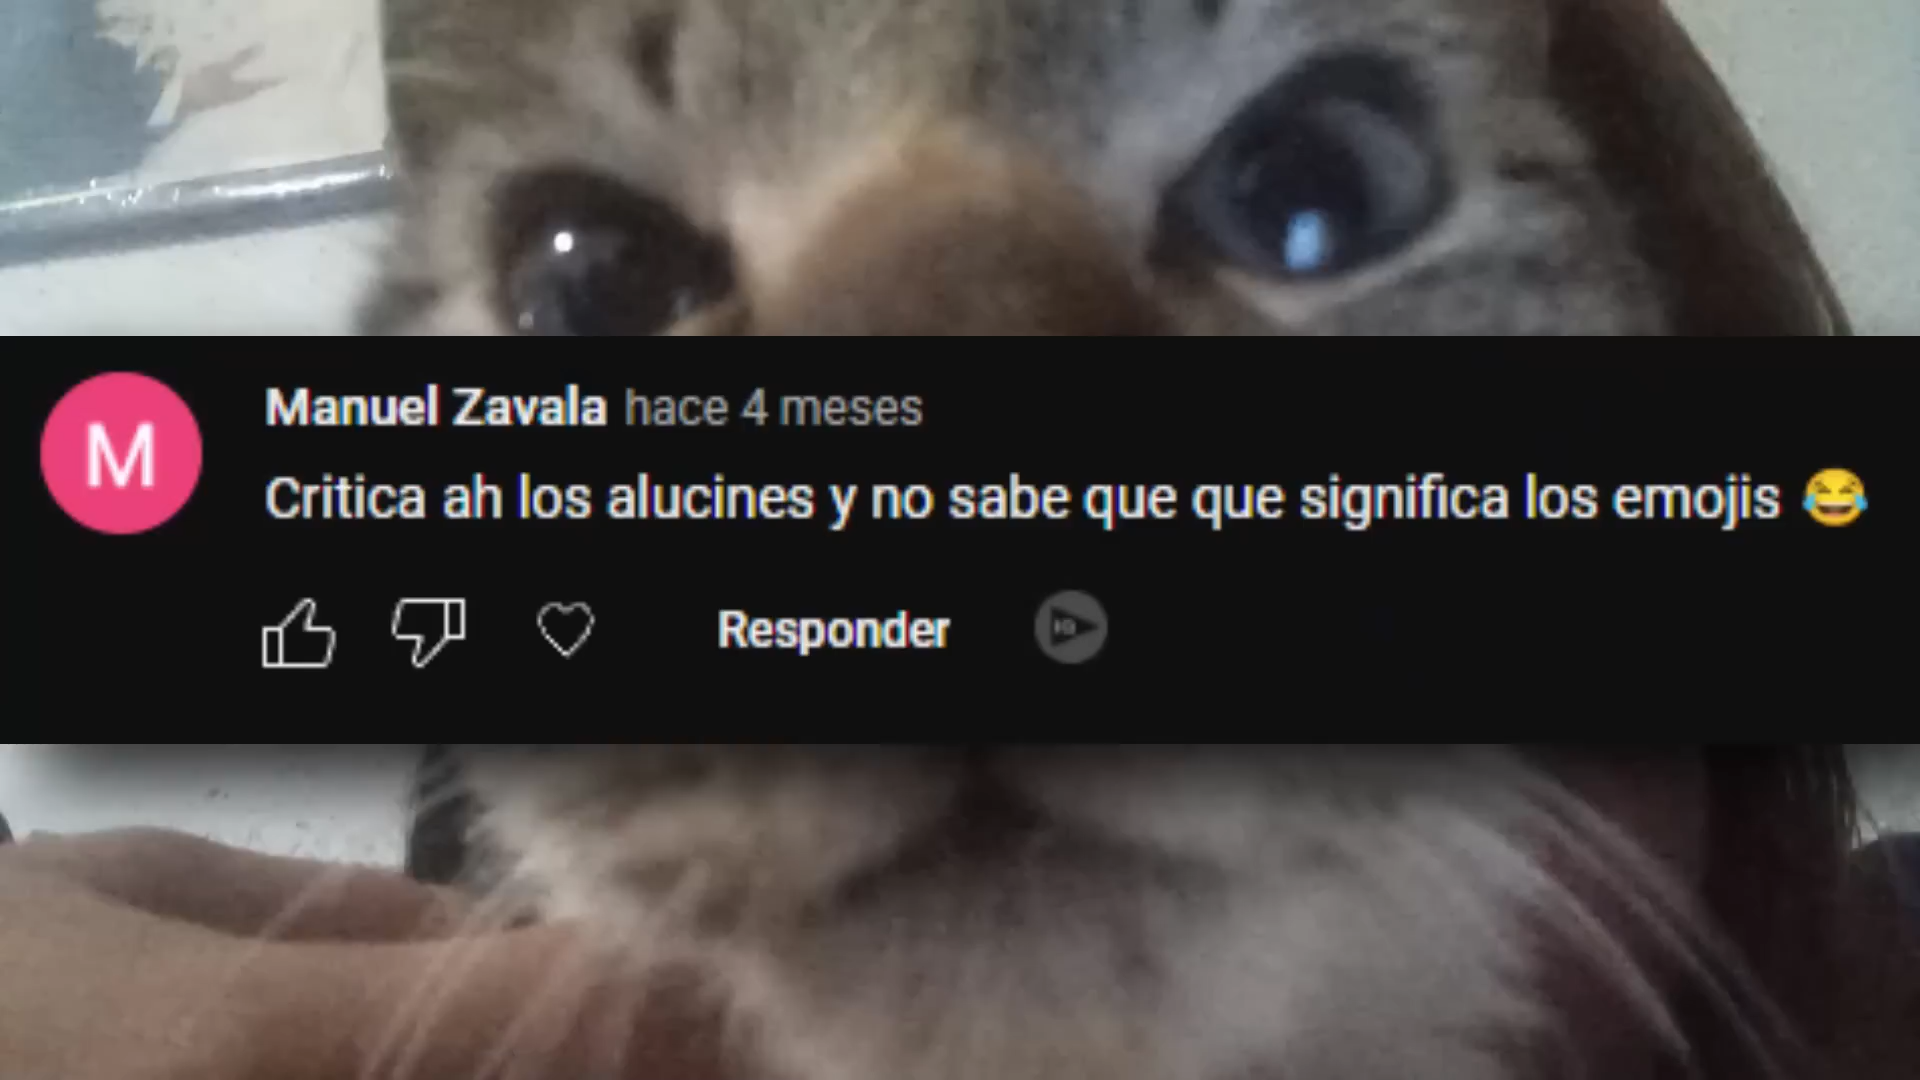 M
Manuel Zavala hace 4 meses
Critica ah los alucines y no sabe que que significa los emojis 😂
Responder